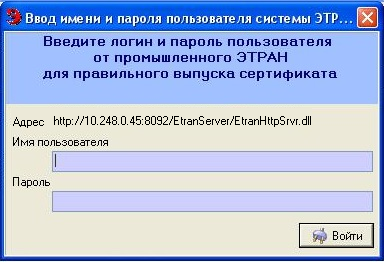 Ввод имени и пароля пользователя системы ЭТР...
Введите логин и пароль пользователя
от промышленного ЭТРАН
для правильного выпуска сертификата
Адрес http://10.248.0.45:8092/EtranServer/EtranHttpSrvr.dll
Имя пользователя
Пароль
Войти